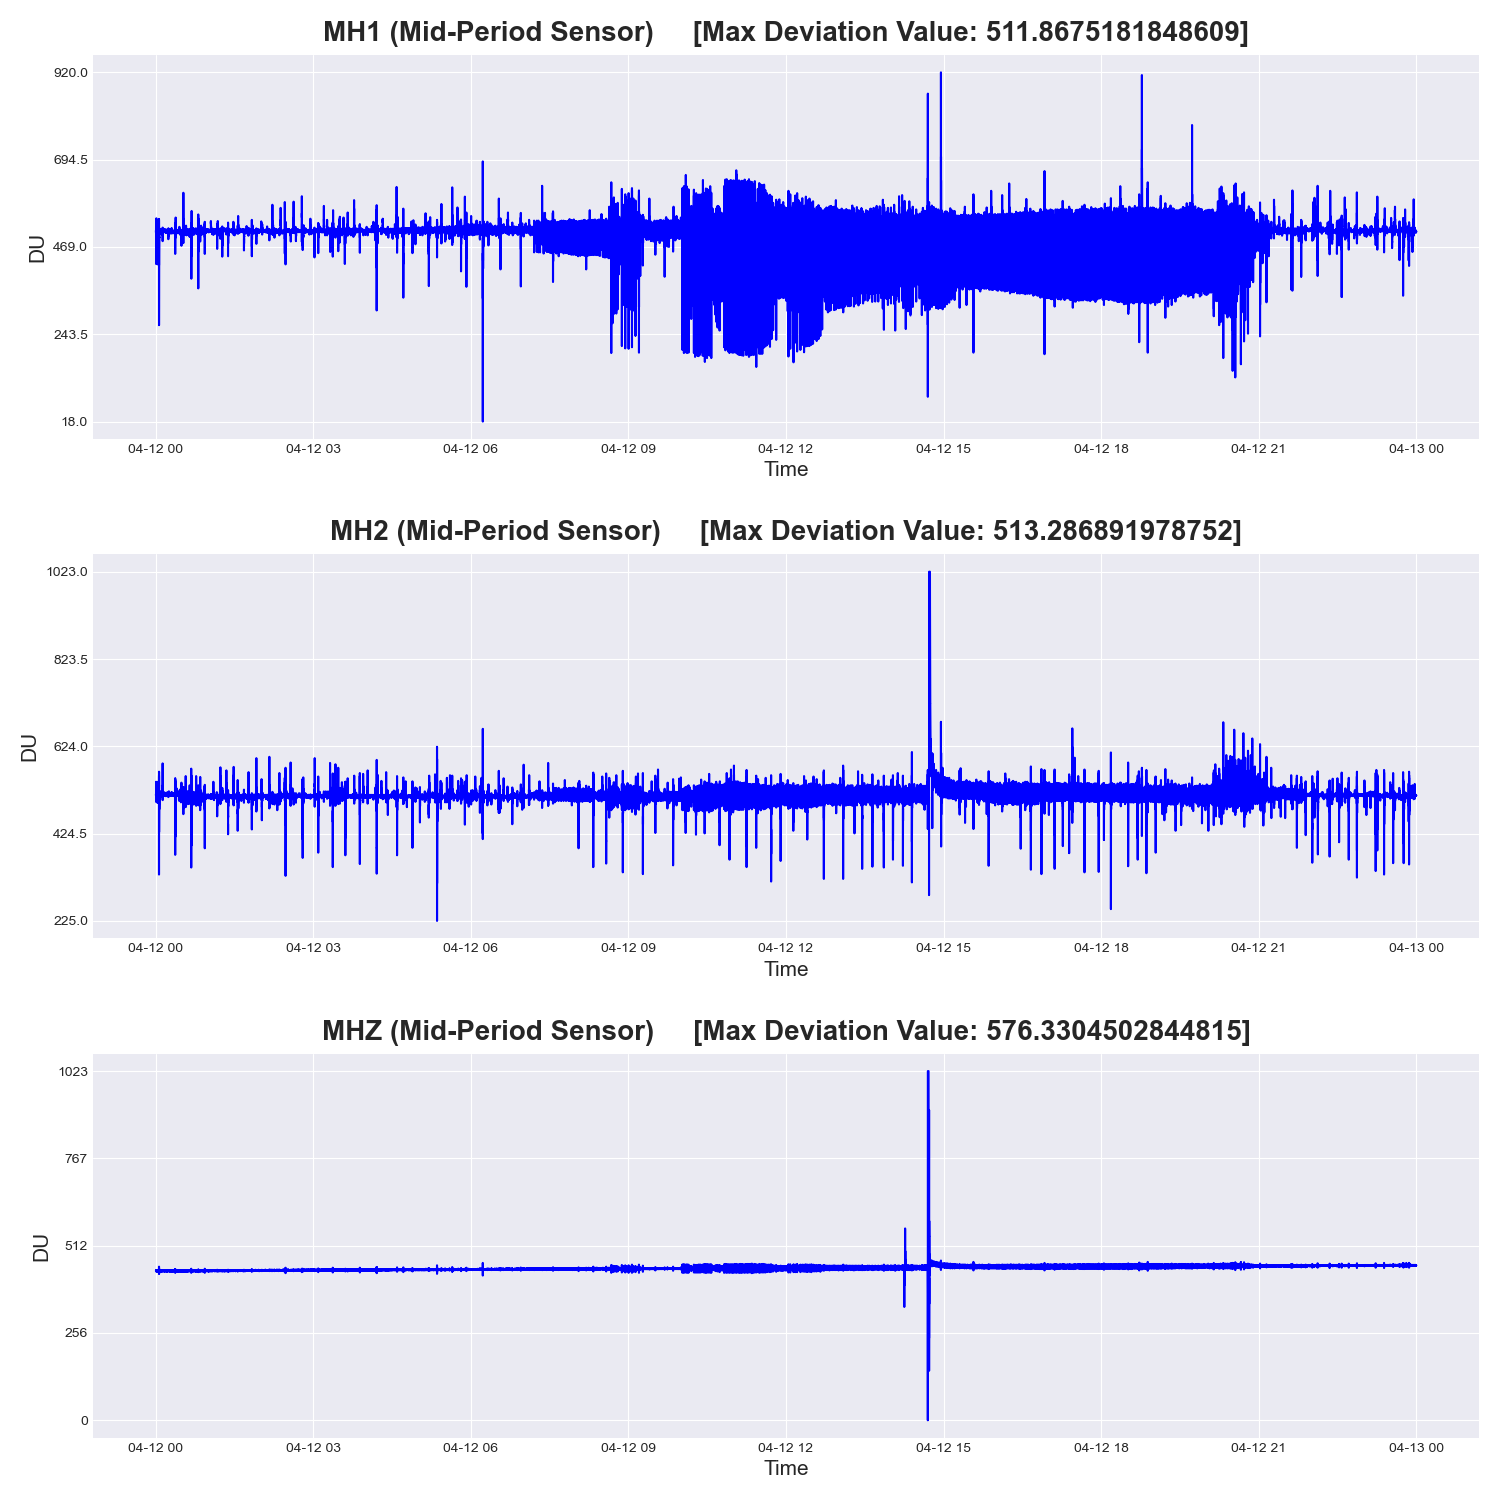 MH1 (Mid-Period Sensor) [Max Deviation Value: 511.8675181848609]
920.0
694.5
469.0
243.5
18.0
DU
04-12 00 04-12 03 04-12 06 04-12 09 04-12 12 04-12 15 04-12 18 04-12 21 04-13 00
Time
MH2 (Mid-Period Sensor) [Max Deviation Value: 513.286891978752]
1023.0
823.5
624.0
424.5
225.0
DU
04-12 00 04-12 03 04-12 06 04-12 09 04-12 12 04-12 15 04-12 18 04-12 21 04-13 00
Time
MHZ (Mid-Period Sensor) [Max Deviation Value: 576.3304502844815]
1023
767
512
256
0
DU
04-12 00 04-12 03 04-12 06 04-12 09 04-12 12 04-12 15 04-12 18 04-12 21 04-13 00
Time